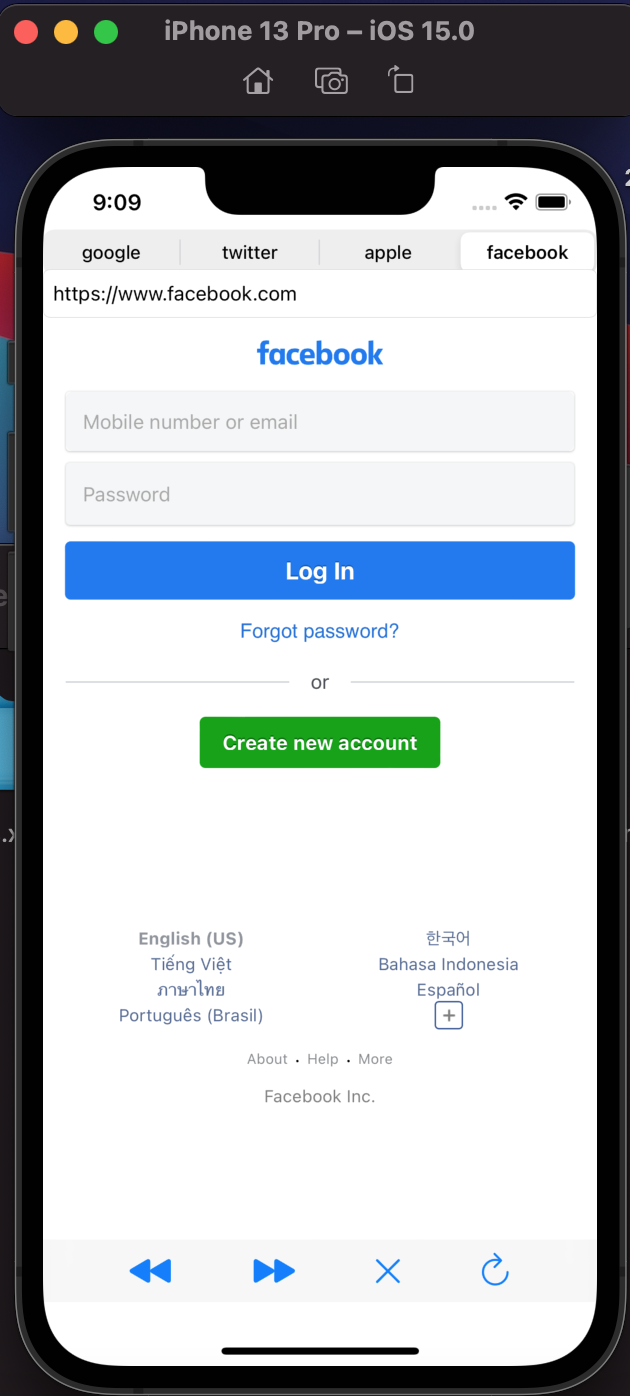 iPhone 13 Pro – iOS 15.0
9:09
google twitter apple facebook
https://www.facebook.com
facebook
Mobile number or email
Password
Log In
Forgot password?
or
Create new account
English (US) 한국어
Tiếng Việt Bahasa Indonesia
ภาษาไทย Español
Português (Brasil)
About · Help · More
Facebook Inc.